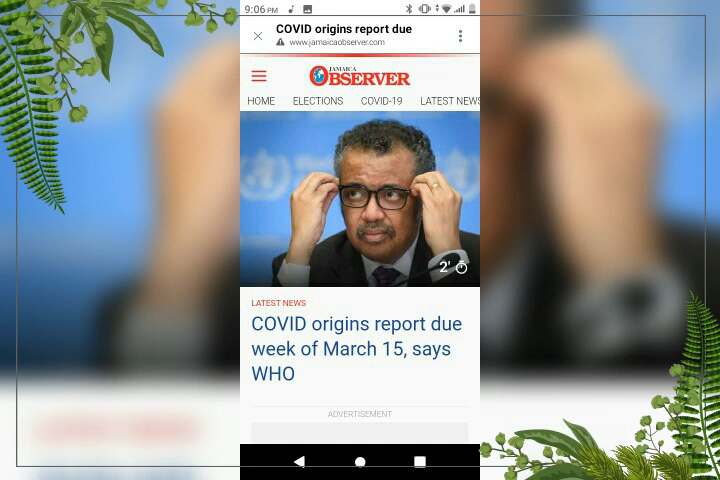 9:06 PM
COVID origins report due
www.jamaicaobserver.com
JAMAICA
OBSERVER
HOME ELECTIONS COVID-19 LATEST NEWS
2'
LATEST NEWS
COVID origins report due
week of March 15, says
WHO
ADVERTISEMENT